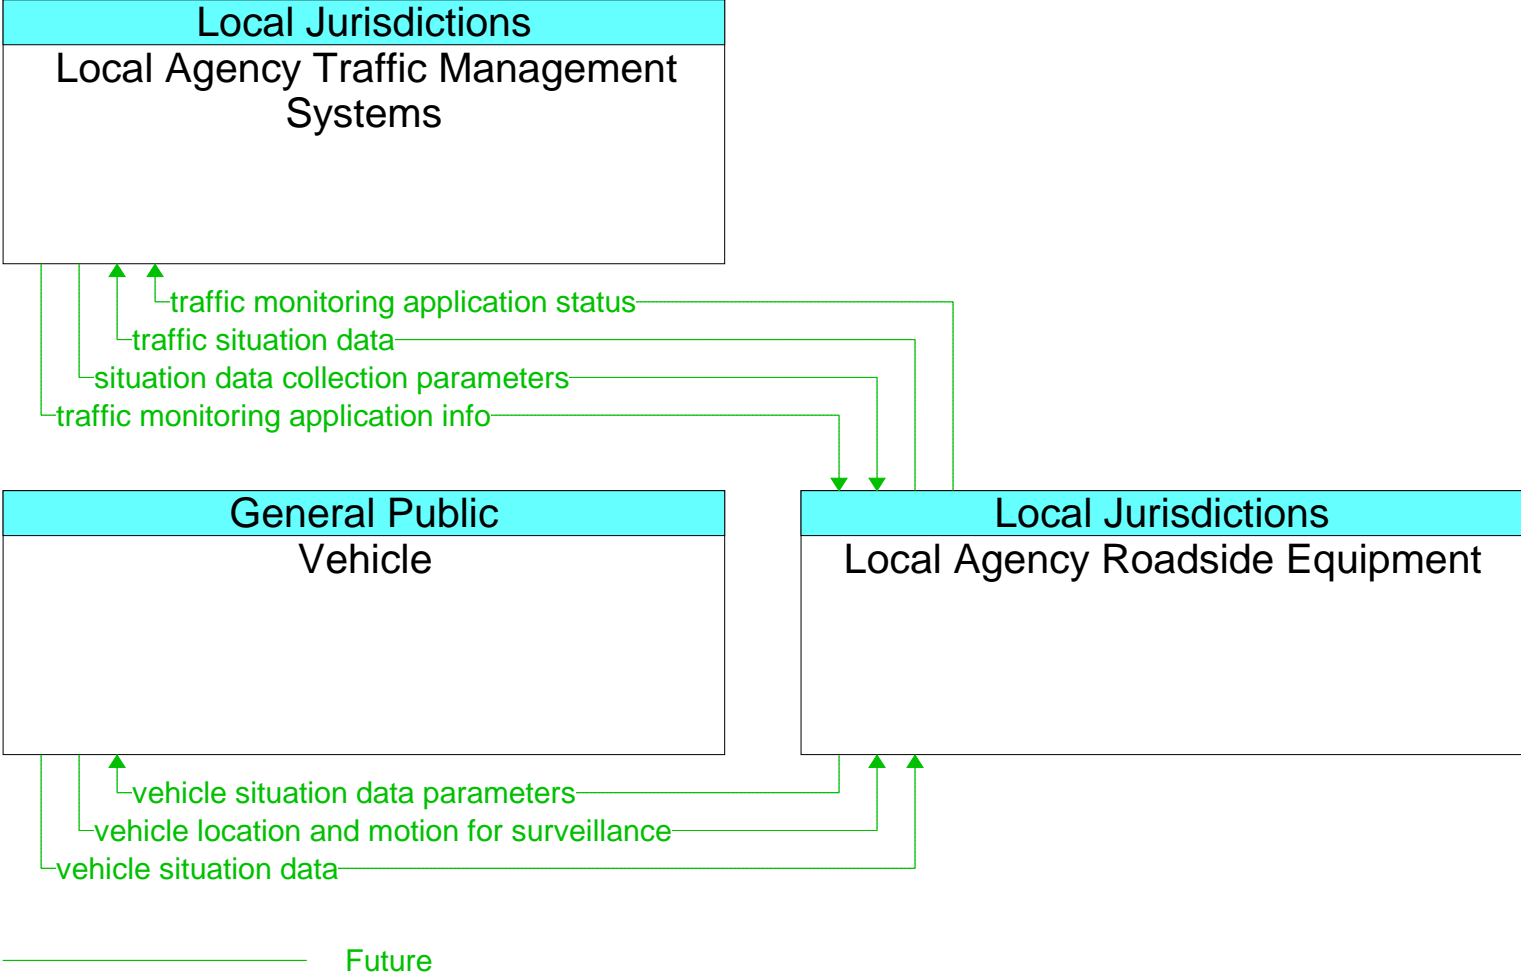 Local Jurisdictions
Local Agency Traffic Management
Systems
traffic monitoring application status
traffic situation data
situation data collection parameters
traffic monitoring application info
General Public
Vehicle
Local Jurisdictions
Local Agency Roadside Equipment
vehicle situation data parameters
vehicle location and motion for surveillance
vehicle situation data
Future